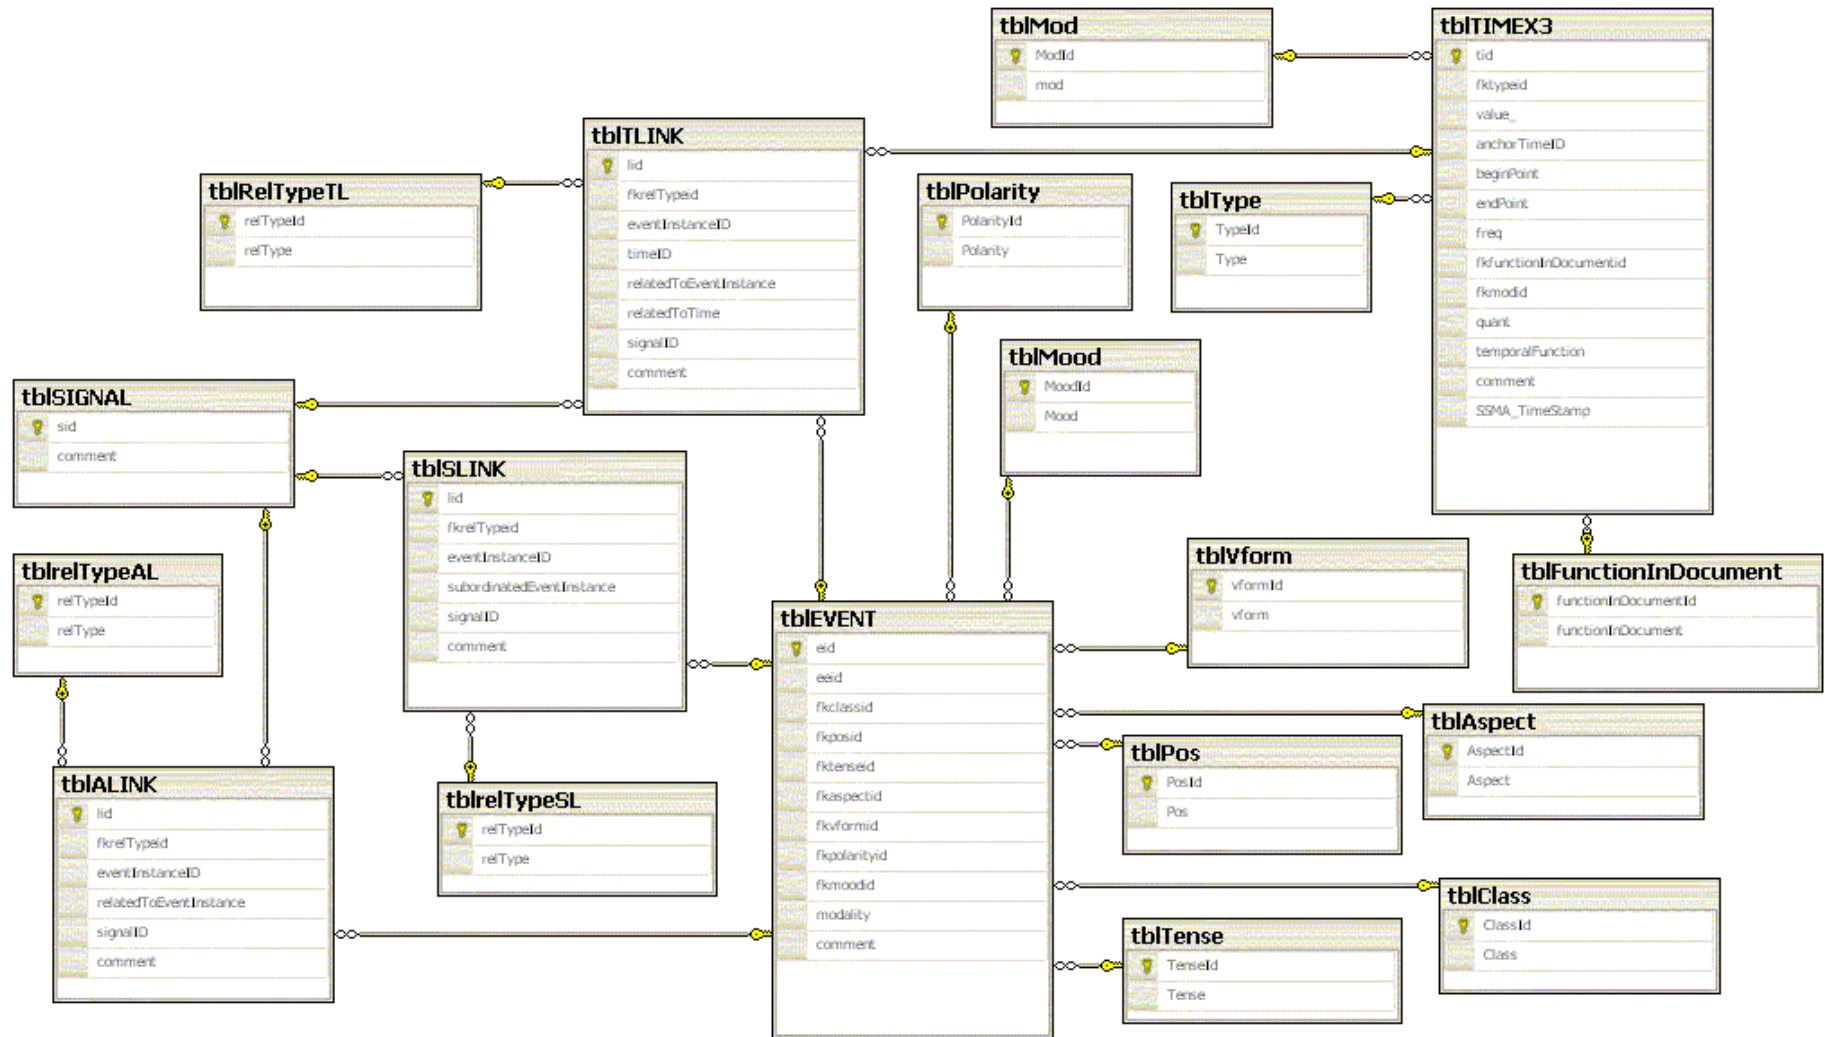 tblMod
ModId
mod
tblTIMEX3
tid
fktypeid
value_
anchorTimeID
beginPoint
endPoint
freq
fkfunctionInDocumentid
fkmodid
quant
temporalFunction
comment
SSMA_TimeStamp
tblTLINK
lid
fkrelTypeid
eventInstanceID
timeID
relatedToEventInstance
relatedToTime
signalID
comment
tblRelTypeTL
relTypeId
relType
tblPolarity
PolarityId
Polarity
tblType
TypeId
Type
tblMood
MoodId
Mood
tblSIGNAL
sid
comment
tblSLINK
lid
fkrelTypeid
eventInstanceID
subordinatedEventInstance
signalID
comment
tblrelTypeAL
relTypeId
relType
tblVform
vformId
vform
tblFunctionInDocument
functionInDocumentId
functionInDocument
tblEVENT
eid
eeid
fkclassid
fkposid
fktenseid
fkaspectid
fkvformid
fkpolarityid
fkmoodid
modality
comment
tblAspect
AspectId
Aspect
tblPos
PosId
Pos
tblALINK
lid
fkrelTypeid
eventInstanceID
relatedToEventInstance
signalID
comment
tblrelTypeSL
relTypeId
relType
tblClass
ClassId
Class
tblTense
TenseId
Tense